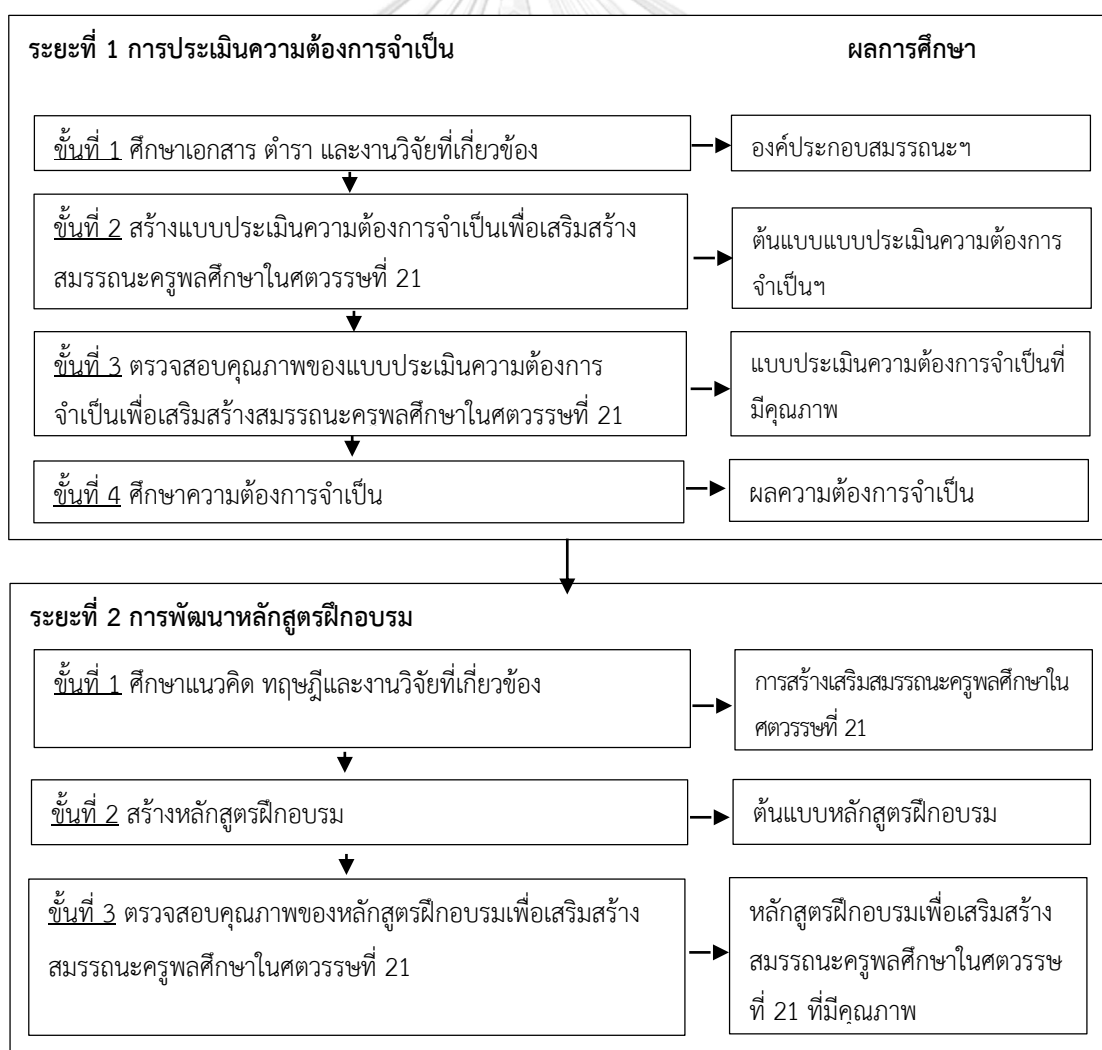 ระยะที่ 1 การประเมินความต้องการจำเป็น
ผลการศึกษา
ขั้นที่ 1 ศึกษาเอกสาร ตำรา และงานวิจัยที่เกี่ยวข้อง
องค์ประกอบสมรรถนะฯ
ขั้นที่ 2 สร้างแบบประเมินความต้องการจำเป็นเพื่อเสริมสร้าง
สมรรถนะครูพลศึกษาในศตวรรษที่ 21
ต้นแบบแบบประเมินความต้องการ
จำเป็นฯ
ขั้นที่ 3 ตรวจสอบคุณภาพของแบบประเมินความต้องการ
จำเป็นเพื่อเสริมสร้างสมรรถนะครพลศึกษาในศตวรรษที่ 21
แบบประเมินความต้องการจำเป็นที่
มีคุณภาพ
ขั้นที่ 4 ศึกษาความต้องการจำเป็น
ผลความต้องการจำเป็น
ระยะที่ 2 การพัฒนาหลักสูตรฝึกอบรม
ขั้นที่ 1 ศึกษาแนวคิด ทฤษฎีและงานวิจัยที่เกี่ยวข้อง
การสร้างเสริมสมรรถนะครูพลศึกษาใน
ศตวรรษที่ 21
ขั้นที่ 2 สร้างหลักสูตรฝึกอบรม
ต้นแบบหลักสูตรฝึกอบรม
ขั้นที่ 3 ตรวจสอบคุณภาพของหลักสูตรฝึกอบรมเพื่อเสริมสร้าง
สมรรถนะครูพลศึกษาในศตวรรษที่ 21
หลักสูตรฝึกอบรมเพื่อเสริมสร้าง
สมรรถนะครูพลศึกษาในศตวรรษ
ที่ 21 ที่มีคุณภาพ